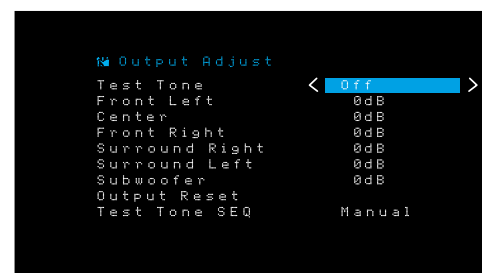 Output Adjust
Test Tone < Off >
Front Left 0dB
Center 0dB
Front Right 0dB
Surround Right 0dB
Surround Left 0dB
Subwoofer 0dB
Output Reset
Test Tone SEQ Manual